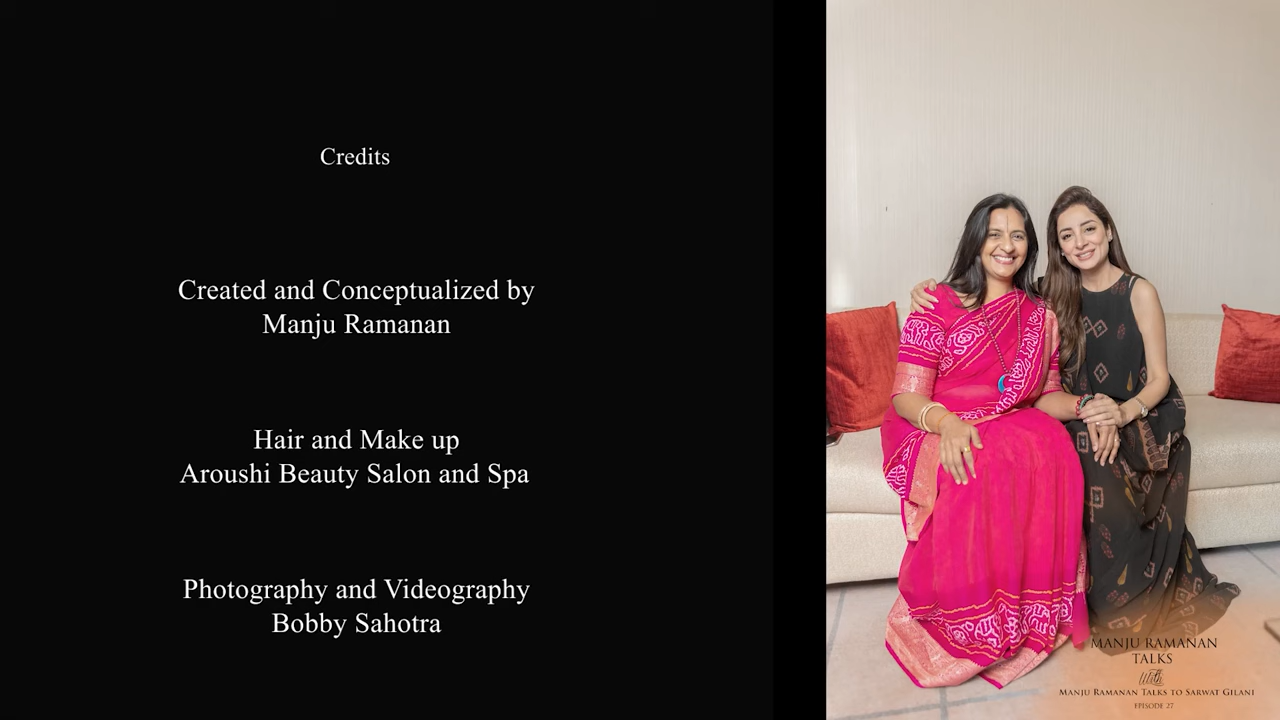 Credits
Created and Conceptualized by
Manju Ramanan
Hair and Make up
Aroushi Beauty Salon and Spa
Photography and Videography
Bobby Sahotra
MANJU RAMANAN
TALKS
With
MANJU RAMANAN TALKS TO SARWAT GILANI
EPISODE 27